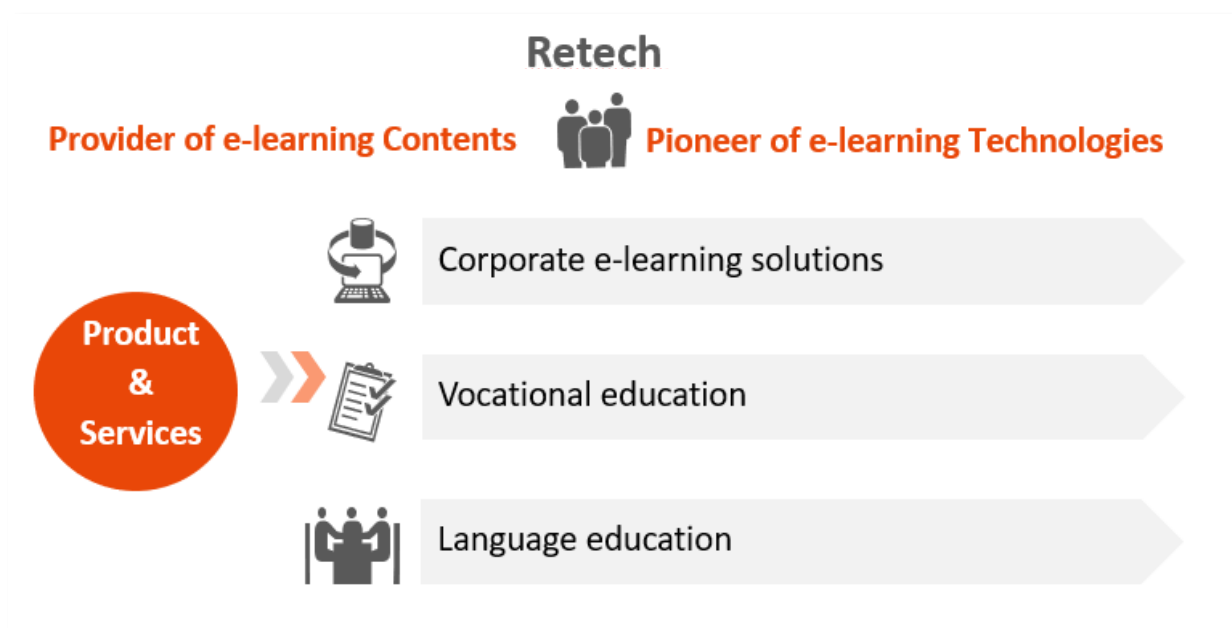 Retech
Provider of e-learning Contents
Pioneer of e-learning Technologies
Product
&
Services
Corporate e-learning solutions
Vocational education
Language education